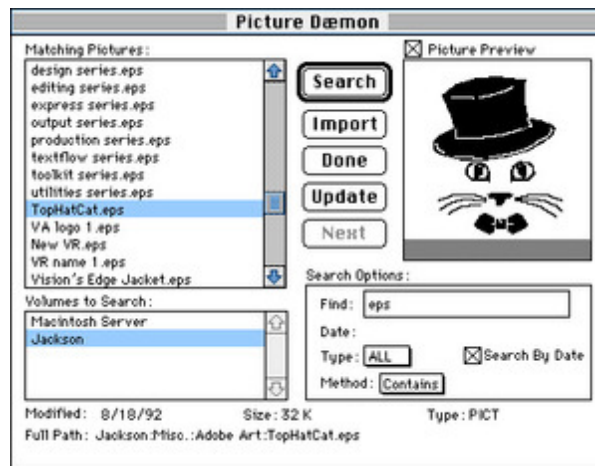 Picture Dæmon
Matching Pictures:
design series.eps
editing series.eps
express series.eps
output series.eps
production series.eps
textflow series.eps
toolkit series.eps
utilities series.eps
TopHatCat.eps
VA logo 1.eps
New VR.eps
VR name 1.eps
Vision's Edge Jacket.eps
Volumes to Search:
Macintosh Server
Jackson
Search
Import
Done
Update
Next
Picture Preview
Search Options:
Find: eps
Date:
Type: ALL Search By Date
Method: Contains
Modified: 8/18/92 Size: 32 K Type: PICT
Full Path: Jackson:Misc.:Adobe Art:TopHatCat.eps